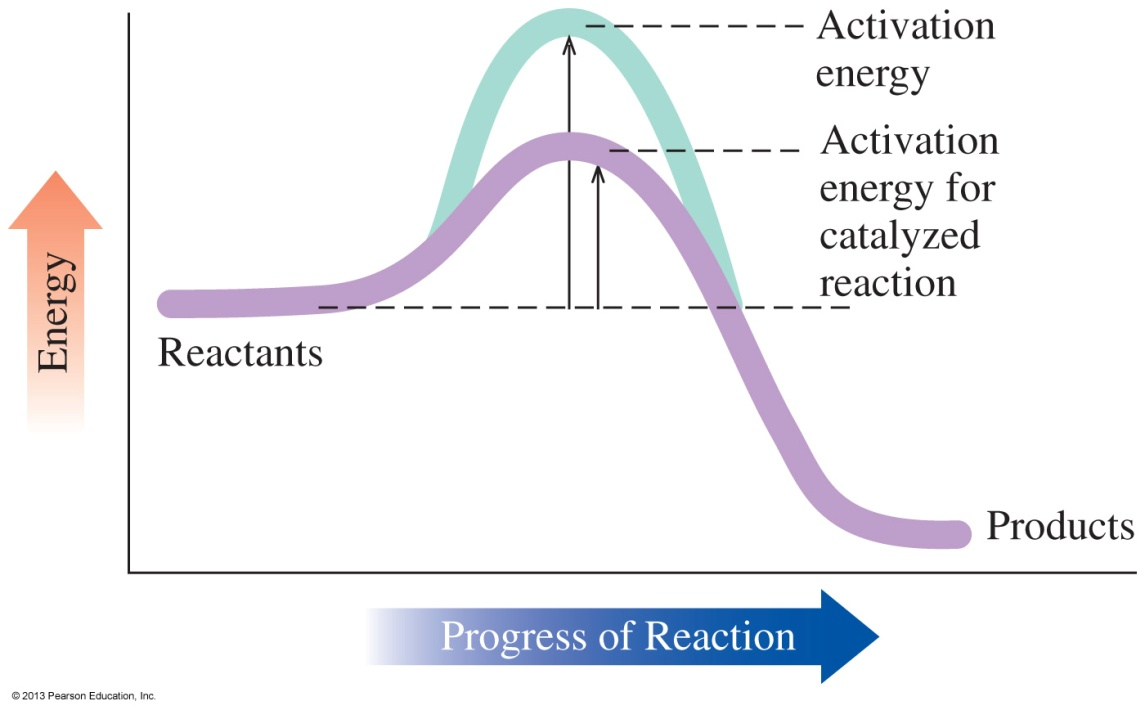 Activation
energy
Activation
energy for
catalyzed
reaction
Energy
Reactants
Products
Progress of Reaction
© 2013 Pearson Education, Inc.